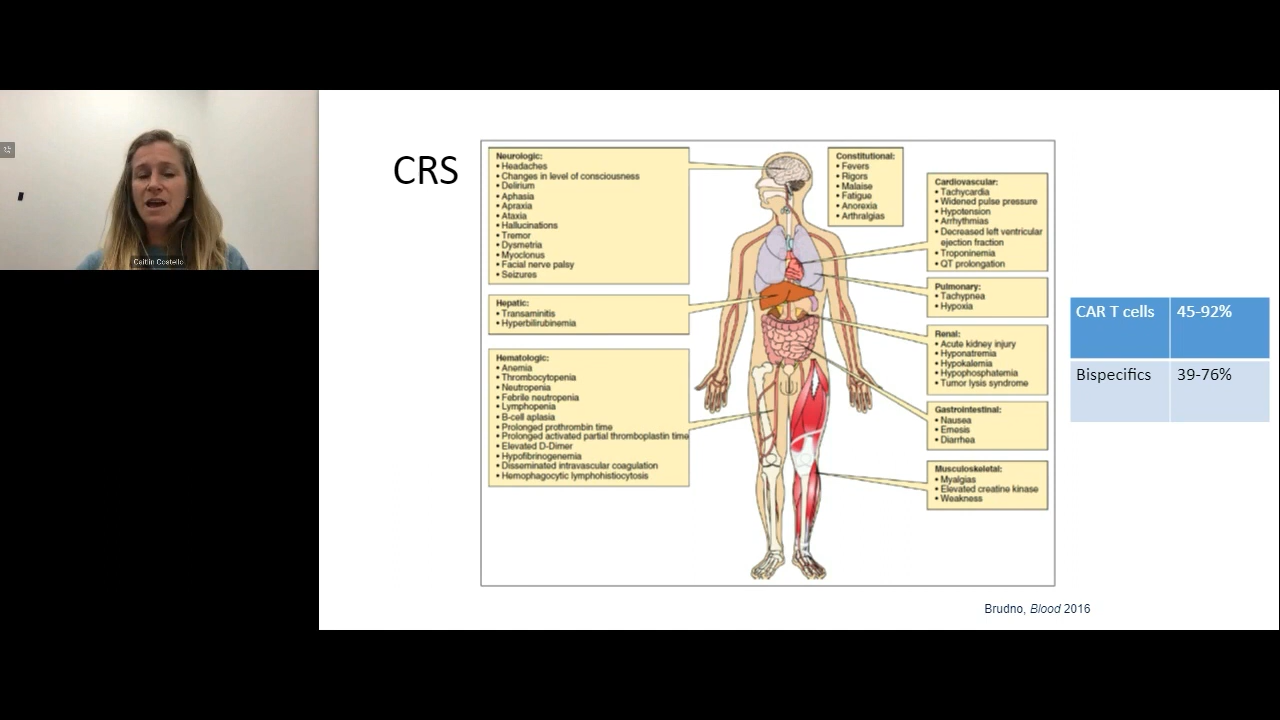 Caitlin Costello
CRS
Neurologic:
• Headaches
• Changes in level of consciousness
• Delirium
• Aphasia
• Apraxia
• Ataxia
• Hallucinations
• Tremor
• Dysmetria
• Myoclonus
• Facial nerve palsy
• Seizures
Hepatic:
• Transaminitis
• Hyperbilirubinemia
Hematologic:
• Anemia
• Thrombocytopenia
• Neutropenia
• Febrile neutropenia
• Lymphopenia
• B-cell aplasia
• Prolonged prothrombin time
• Prolonged activated partial thromboplastin time
• Elevated D-Dimer
• Hypofibrinogenemia
• Disseminated intravascular coagulation
• Hemophagocytic lymphohistiocytosis
Constitutional:
• Fevers
• Rigors
• Malaise
• Fatigue
• Anorexia
• Arthralgias
Cardiovascular:
• Tachycardia
• Widened pulse pressure
• Hypotension
• Arrhythmias
• Decreased left ventricular
ejection fraction
• Troponinemia
• QT prolongation
Pulmonary:
• Tachypnea
• Hypoxia
Renal:
• Acute kidney injury
• Hyponatremia
• Hypokalemia
• Hypophosphatemia
• Tumor lysis syndrome
Gastrointestinal:
• Nausea
• Emesis
• Diarrhea
Musculoskeletal:
• Myalgias
• Elevated creatine kinase
• Weakness
CAR T cells 45-92%
Bispecifics 39-76%
Brudno, Blood 2016